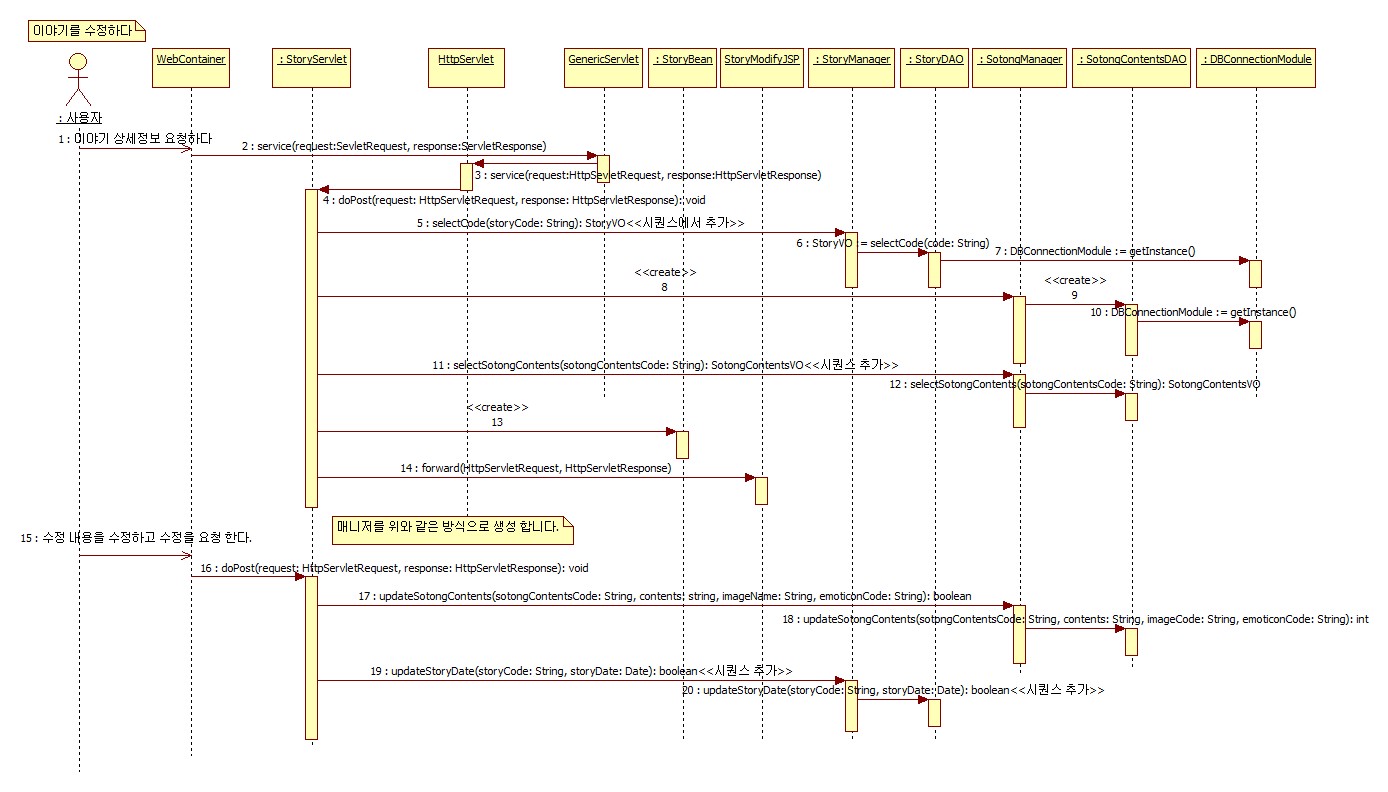 이야기를 수정하다
WebContainer
: StoryServlet
HttpServlet
GenericServlet
: StoryBean
StoryModifyJSP
: StoryManager
: StoryDAO
: SotongManager
: SotongContentsDAO
: DBConnectionModule
: 사용자
1 : 이야기 상세정보 요청하다
2 : service(request:SevletRequest, response:ServletResponse)
3 : service(request:HttpSevletRequest, response:HttpServletResponse)
4 : doPost(request: HttpServletRequest, response: HttpServletResponse): void
5 : selectCode(storyCode: String): StoryVO<<시퀀스에서 추가>>
6 : StoryVO := selectCode(code: String)
7 : DBConnectionModule := getInstance()
<<create>>
8
<<create>>
9
10 : DBConnectionModule := getInstance()
11 : selectSotongContents(sotongContentsCode: String): SotongContentsVO<<시퀀스 추가>>
12 : selectSotongContents(sotongContentsCode: String): SotongContentsVO
<<create>>
13
14 : forward(HttpServletRequest, HttpServletResponse)
매니저를 위와 같은 방식으로 생성 합니다.
15 : 수정 내용을 수정하고 수정을 요청 한다.
16 : doPost(request: HttpServletRequest, response: HttpServletResponse): void
17 : updateSotongContents(sotongContentsCode: String, contents: string, imageName: String, emoticonCode: String): boolean
18 : updateSotongContents(sotongContentsCode: String, contents: String, imageCode: String, emoticonCode: String): int
19 : updateStoryDate(storyCode: String, storyDate: Date): boolean<<시퀀스 추가>>
20 : updateStoryDate(storyCode: String, storyDate: Date): boolean<<시퀀스 추가>>